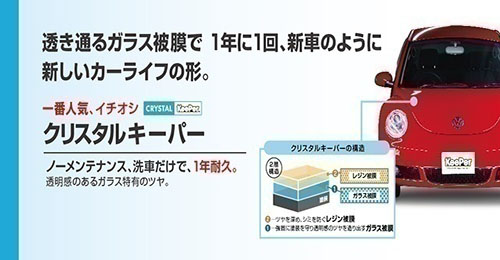 透き通るガラス被膜で 1年に1回、新車のように
新しいカーライフの形。
一番人気、イチオシ CRYSTAL KeePer
クリスタルキーパー
ノーメンテナンス、洗車だけで、1年耐久。
透明感のあるガラス特有のツヤ。
クリスタルキーパーの構造
2層構造
② レジン被膜
① ガラス被膜
塗装
②…ツヤを深め、シミを防ぐレジン被膜
①…強固に塗装を守り透明感のツヤを造り出すガラス被膜
KeePer